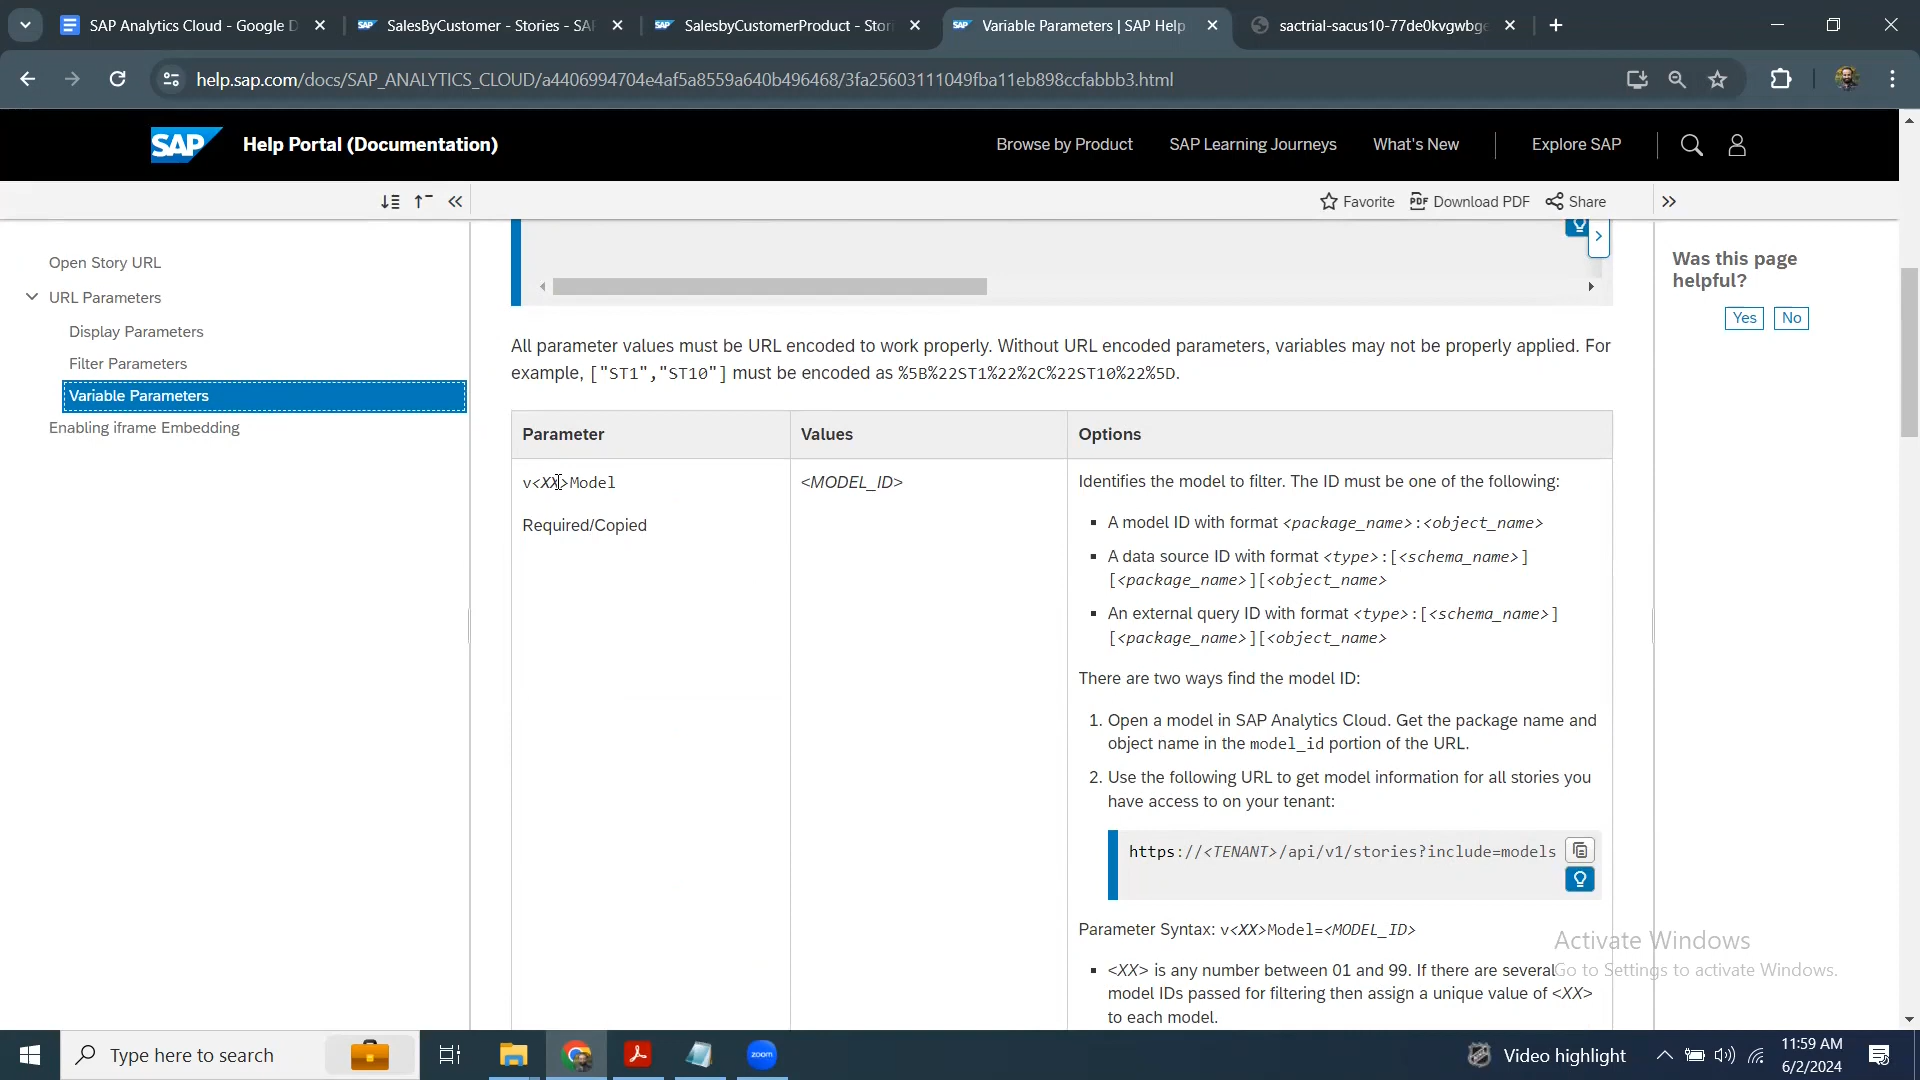 SAP Analytics Cloud - Google D
SalesByCustomer - Stories - SA
SalesbyCustomerProduct - Stor
Variable Parameters | SAP Help
sactrial-sacus10-77de0kvgwbge
help.sap.com/docs/SAP_ANALYTICS_CLOUD/a4406994704e4af5a8559a640b496468/3fa25603111049fba11eb898ccfabbb3.html
SAP Help Portal (Documentation)
Browse by Product
SAP Learning Journeys
What's New
Explore SAP
Favorite
PDF Download PDF
Share
Open Story URL
URL Parameters
Display Parameters
Filter Parameters
Variable Parameters
Enabling iframe Embedding
All parameter values must be URL encoded to work properly. Without URL encoded parameters, variables may not be properly applied. For
example, ["ST1","ST10"] must be encoded as %5B%22ST1%22%2C%22ST10%22%5D.
Parameter
Values
Options
v<XX>Model
Required/Copied
<MODEL_ID>
Identifies the model to filter. The ID must be one of the following:
▪ A model ID with format <package_name>:<object_name>
▪ A data source ID with format <type>:[<schema_name>]
[<package_name>][<object_name>
▪ An external query ID with format <type>:[<schema_name>]
[<package_name>][<object_name>
There are two ways find the model ID:
1. Open a model in SAP Analytics Cloud. Get the package name and
object name in the model_id portion of the URL.
2. Use the following URL to get model information for all stories you
have access to on your tenant:
https://<TENANT>/api/v1/stories?include=models
Parameter Syntax: v<XX>Model=<MODEL_ID>
▪ <XX> is any number between 01 and 99. If there are several
model IDs passed for filtering then assign a unique value of <XX>
to each model.
Was this page
helpful?
Yes
No
Activate Windows
Go to Settings to activate Windows.
Type here to search
zoom
Video highlight
11:59 AM
6/2/2024